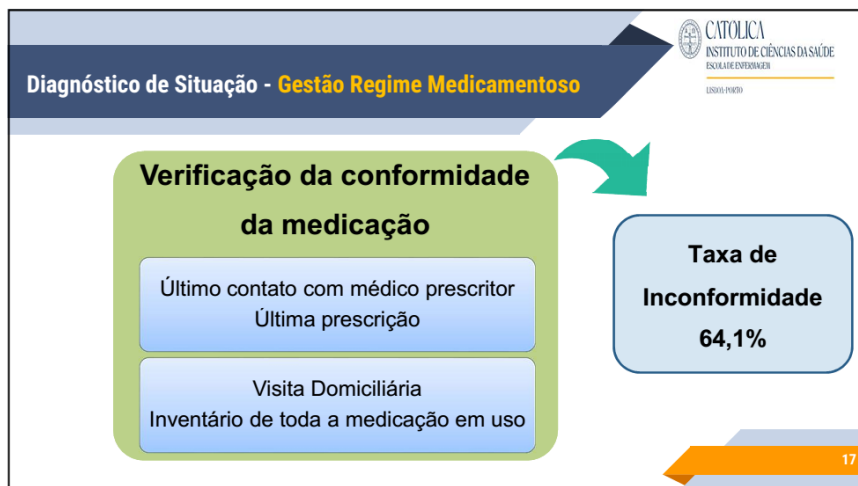 CATOLICA
INSTITUTO DE CIÊNCIAS DA SAÚDE
ESCOLA DE ENFERMAGEM
LISBOA·PORTO
Diagnóstico de Situação - Gestão Regime Medicamentoso
Verificação da conformidade
da medicação
Último contato com médico prescritor
Última prescrição
Visita Domiciliária
Inventário de toda a medicação em uso
Taxa de
Inconformidade
64,1%
17